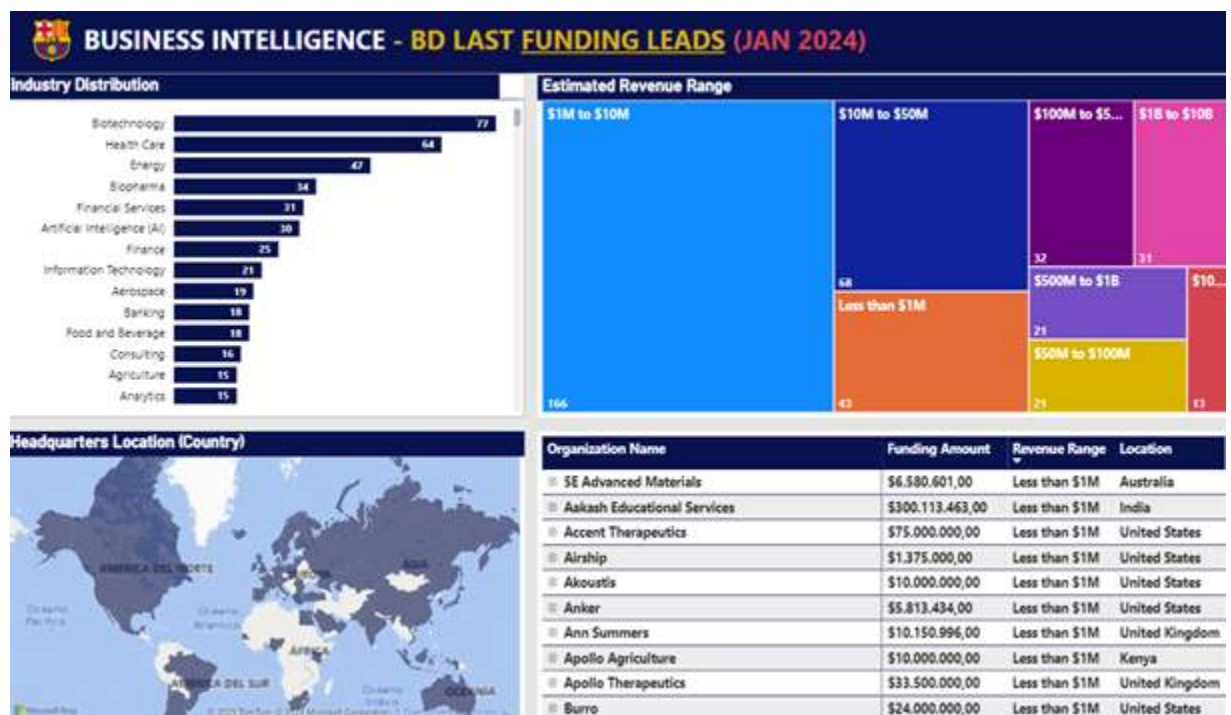 BUSINESS INTELLIGENCE - BD LAST FUNDING LEADS (JAN 2024)
Industry Distribution
Biotechnology 77
Health Care 64
Energy 47
Biopharma 34
Financial Services 31
Artificial Intelligence (AI) 30
Finance 25
Information Technology 21
Aerospace 19
Banking 18
Food and Beverage 18
Consulting 16
Agriculture 15
Analytics 15
Estimated Revenue Range
$1M to $10M
166
$10M to $50M
68
Less than $1M
43
$100M to $5...
32
$1B to $10B
31
$500M to $1B
21
$50M to $100M
21
$10...
13
Headquarters Location (Country)
AMÉRICA DEL NORTE
EUROPA
ASIA
ÁFRICA
AMÉRICA DEL SUR
OCEANÍA
Microsoft Bing
Organization Name Funding Amount Revenue Range Location
5E Advanced Materials $6.580.601,00 Less than $1M Australia
Aakash Educational Services $300.113.463,00 Less than $1M India
Accent Therapeutics $75.000.000,00 Less than $1M United States
Airship $1.375.000,00 Less than $1M United States
Akoustis $10.000.000,00 Less than $1M United States
Anker $5.813.434,00 Less than $1M United States
Ann Summers $10.150.996,00 Less than $1M United Kingdom
Apollo Agriculture $10.000.000,00 Less than $1M Kenya
Apollo Therapeutics $33.500.000,00 Less than $1M United Kingdom
Burro $24.000.000,00 Less than $1M United States